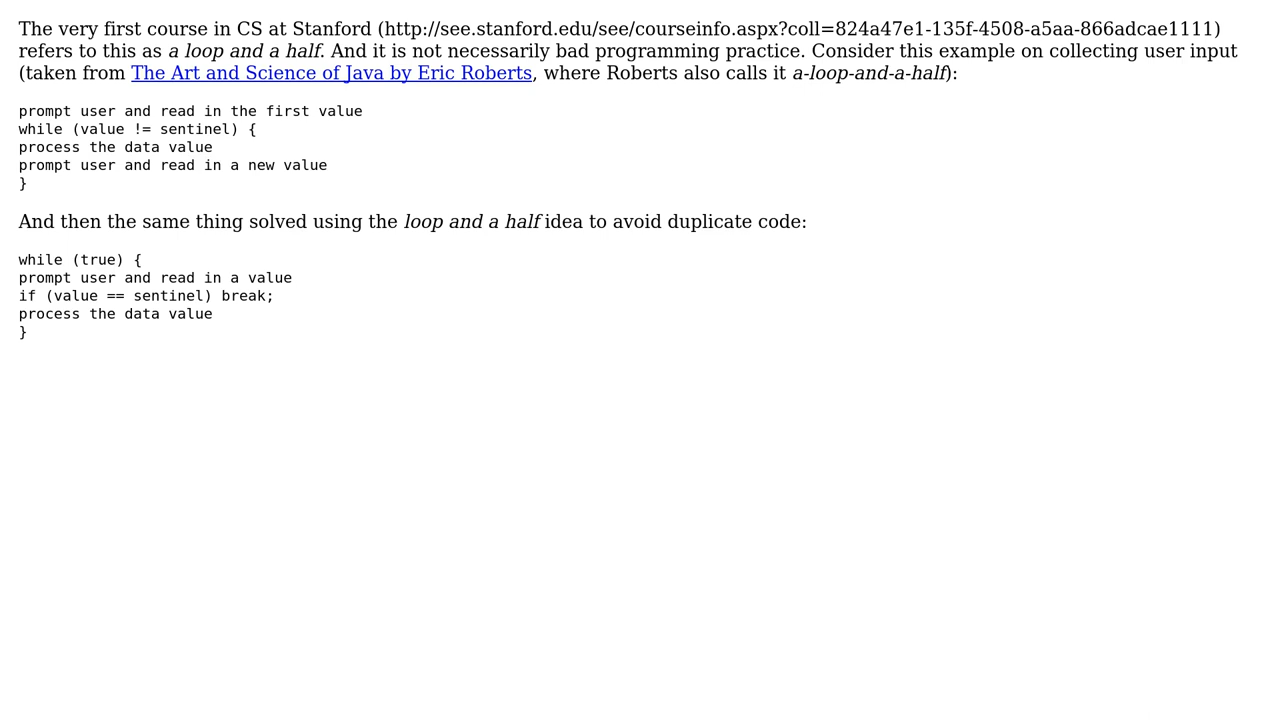 The very first course in CS at Stanford (http://see.stanford.edu/see/courseinfo.aspx?coll=824a47e1-135f-4508-a5aa-866adcae1111)
refers to this as a loop and a half. And it is not necessarily bad programming practice. Consider this example on collecting user input
(taken from The Art and Science of Java by Eric Roberts, where Roberts also calls it a-loop-and-a-half):
prompt user and read in the first value
while (value != sentinel) {
process the data value
prompt user and read in a new value
}
And then the same thing solved using the loop and a half idea to avoid duplicate code:
while (true) {
prompt user and read in a value
if (value == sentinel) break;
process the data value
}